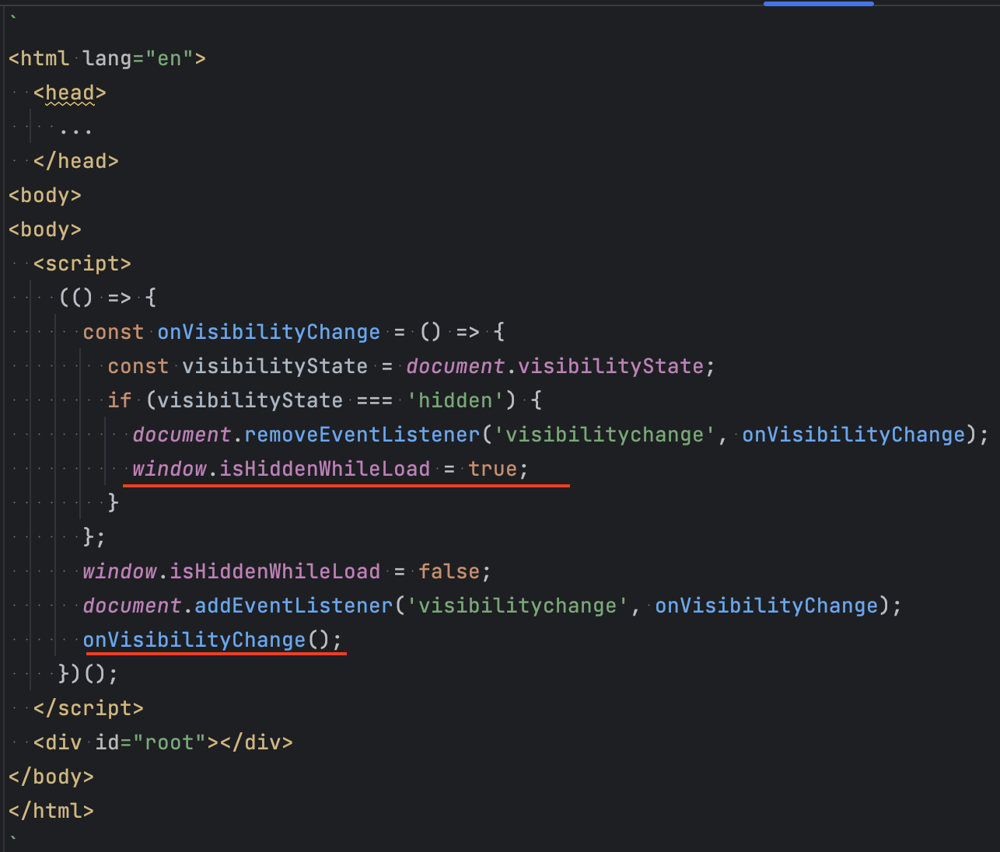 `
<html lang="en">
  <head>
    ...
  </head>
<body>
<body>
  <script>
    (() => {
      const onVisibilityChange = () => {
        const visibilityState = document.visibilityState;
        if (visibilityState === 'hidden') {
          document.removeEventListener('visibilitychange', onVisibilityChange);
          window.isHiddenWhileLoad = true;
        }
      };
      window.isHiddenWhileLoad = false;
      document.addEventListener('visibilitychange', onVisibilityChange);
      onVisibilityChange();
    })();
  </script>
  <div id="root"></div>
</body>
</html>
`